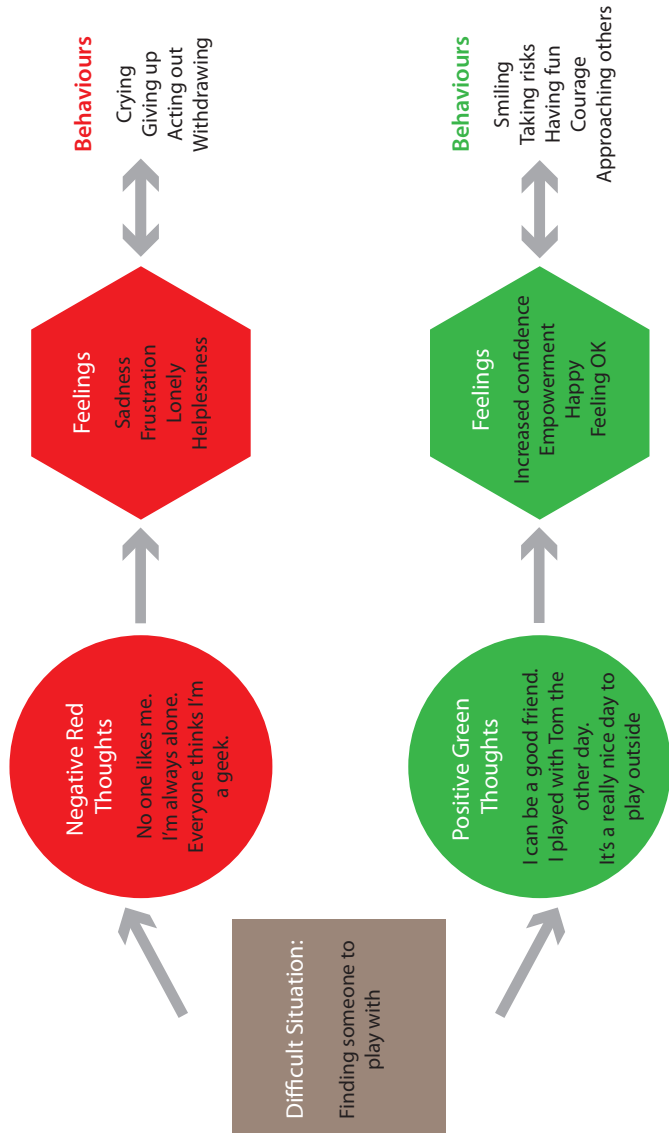 Difficult Situation:
Finding someone to
play with
Negative Red
Thoughts
No one likes me.
I'm always alone.
Everyone thinks I'm
a geek.
Feelings
Sadness
Frustration
Lonely
Helplessness
Behaviours
Crying
Giving up
Acting out
Withdrawing
Positive Green
Thoughts
I can be a good friend.
I played with Tom the
other day.
It's a really nice day to
play outside
Feelings
Increased confidence
Empowerment
Happy
Feeling OK
Behaviours
Smiling
Taking risks
Having fun
Courage
Approaching others